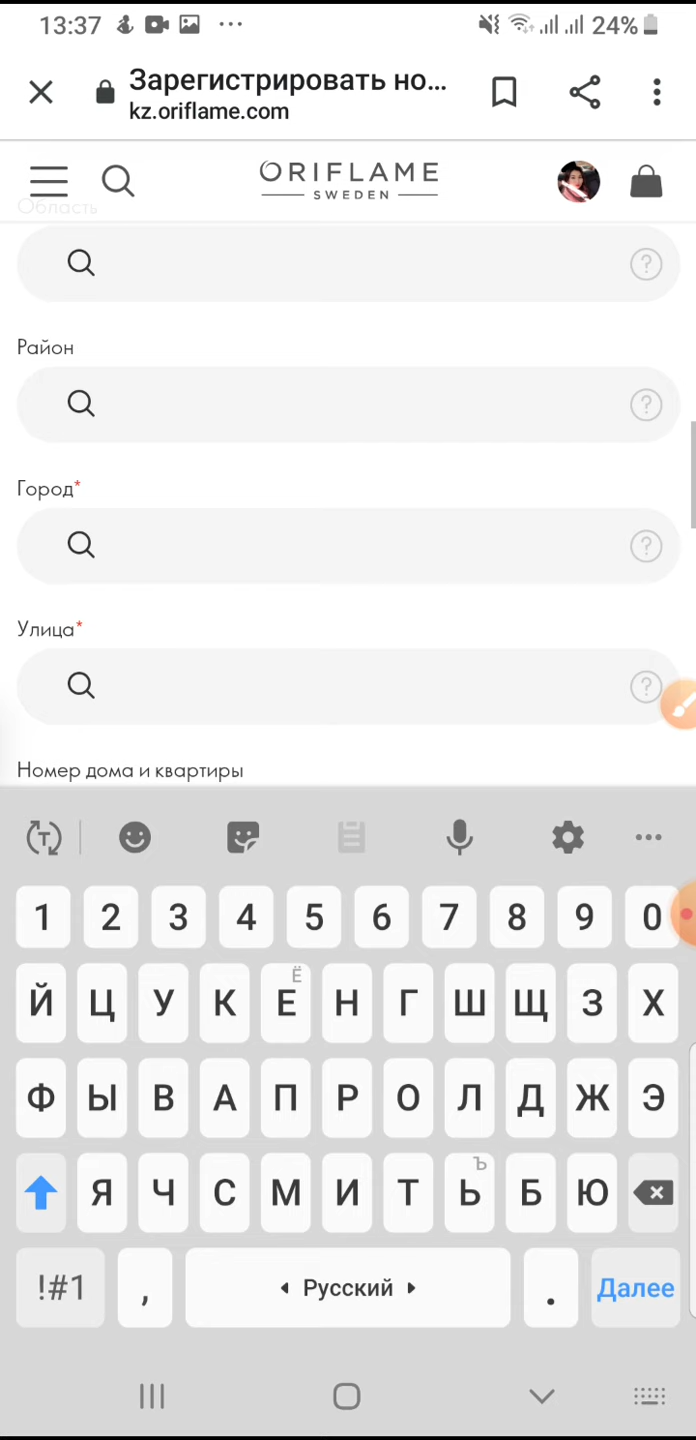 13:37
24%
Зарегистрировать но...
kz.oriflame.com
ORIFLAME
SWEDEN
Область
?
Район
?
Город*
?
Улица*
?
Номер дома и квартиры
T
1 2 3 4 5 6 7 8 9 0
Ё
Й Ц У К Е Н Г Ш Щ З Х
Ф Ы В А П Р О Л Д Ж Э
Ъ
Я Ч С М И Т Ь Б Ю
!#1 , Русский . Далее